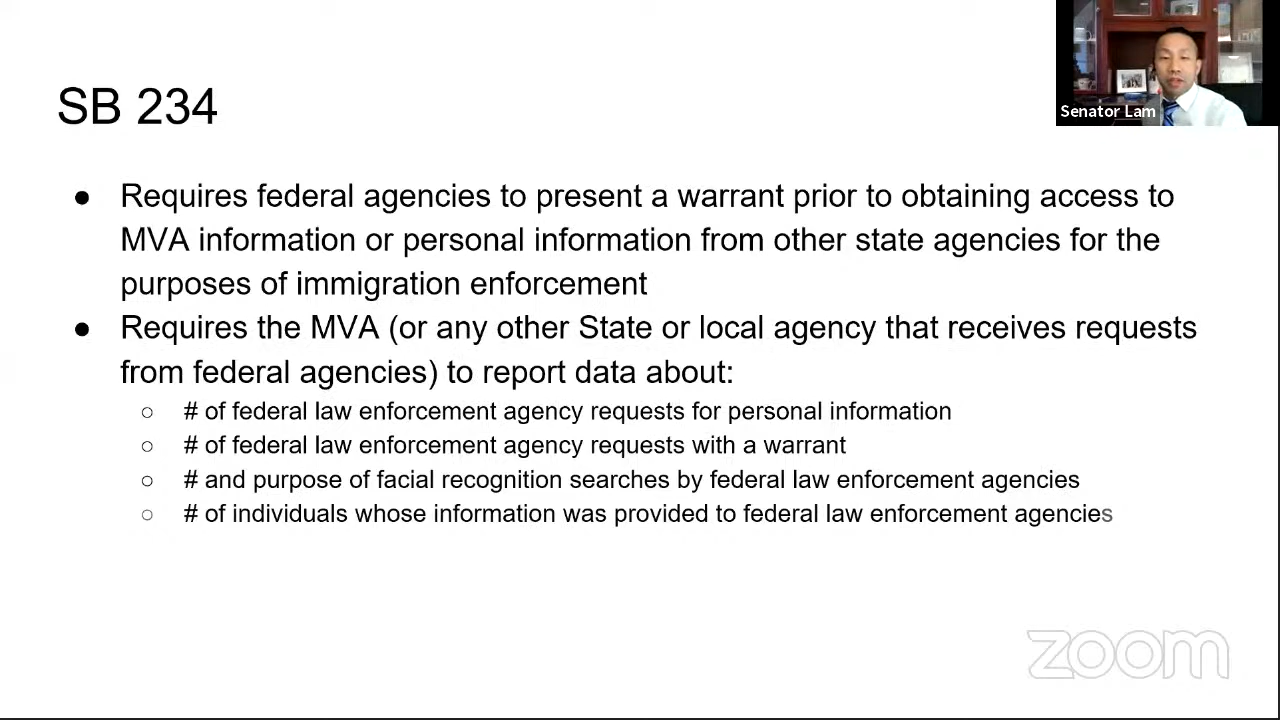 Senator Lam
SB 234
● Requires federal agencies to present a warrant prior to obtaining access to
MVA information or personal information from other state agencies for the
purposes of immigration enforcement
● Requires the MVA (or any other State or local agency that receives requests
from federal agencies) to report data about:
○ # of federal law enforcement agency requests for personal information
○ # of federal law enforcement agency requests with a warrant
○ # and purpose of facial recognition searches by federal law enforcement agencies
○ # of individuals whose information was provided to federal law enforcement agencies
zoom